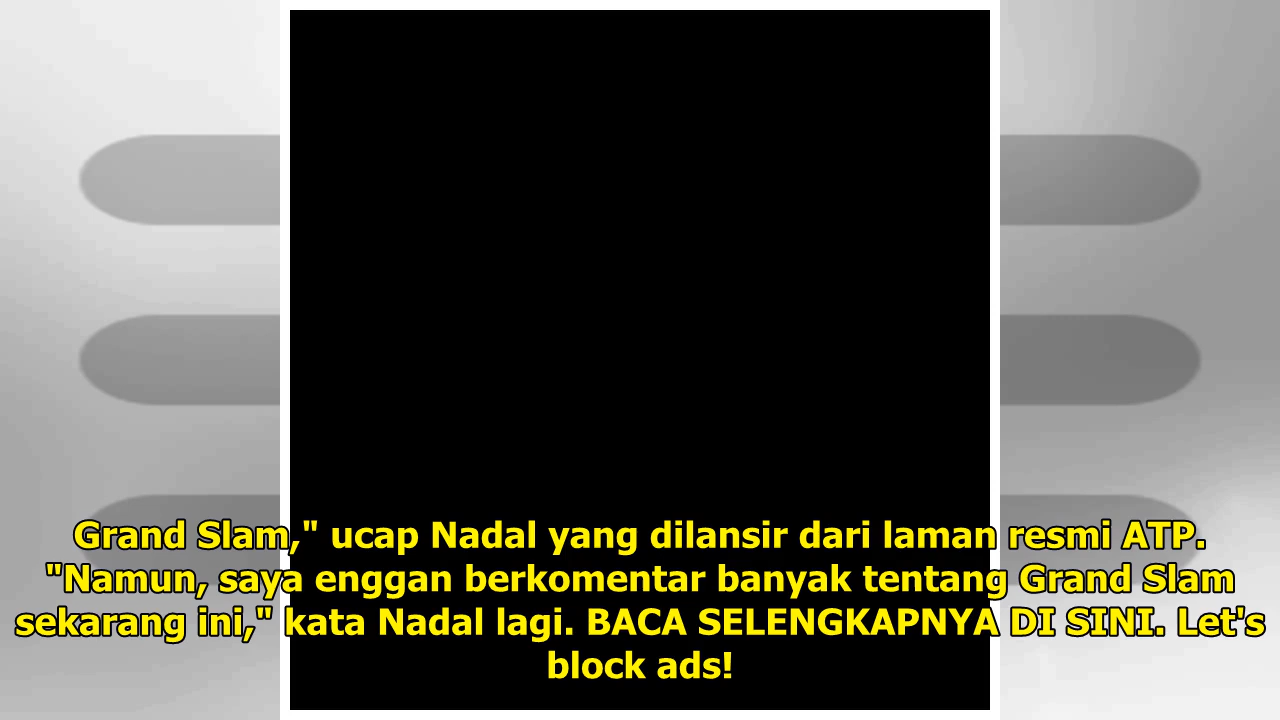 Grand Slam," ucap Nadal yang dilansir dari laman resmi ATP.
"Namun, saya enggan berkomentar banyak tentang Grand Slam
sekarang ini," kata Nadal lagi. BACA SELENGKAPNYA DI SINI. Let's
block ads!